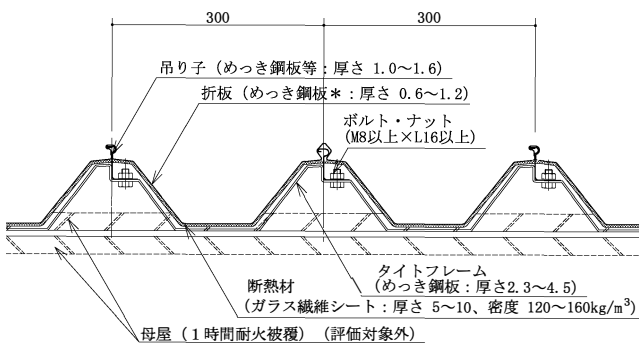 300 300
吊り子（めっき鋼板等：厚さ 1.0～1.6）
折板（めっき鋼板＊：厚さ 0.6～1.2）
ボルト・ナット
（M8以上×L16以上）
タイトフレーム
（めっき鋼板：厚さ2.3～4.5）
断熱材
（ガラス繊維シート：厚さ 5～10、密度 120～160kg/m³）
母屋（１時間耐火被覆）（評価対象外）